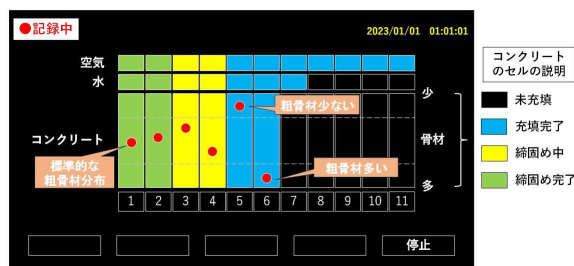 ●記録中
2023/01/01 01:01:01
空気
水
コンクリート
少
骨材
多
粗骨材少ない
標準的な
粗骨材分布
粗骨材多い
1 2 3 4 5 6 7 8 9 10 11
停止
コンクリート
のセルの説明
未充填
充填完了
締固め中
締固め完了